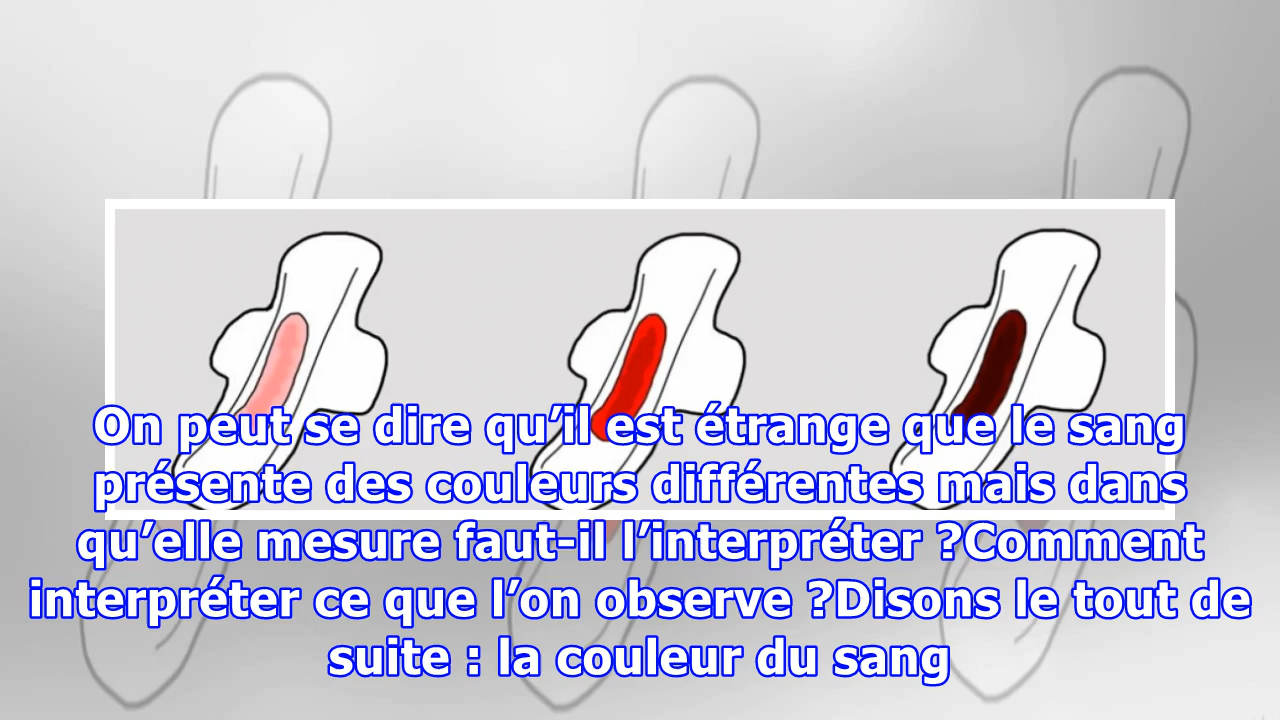 On peut se dire qu’il est étrange que le sang
présente des couleurs différentes mais dans
qu’elle mesure faut-il l’interpréter ?Comment
interpréter ce que l’on observe ?Disons le tout de
suite : la couleur du sang